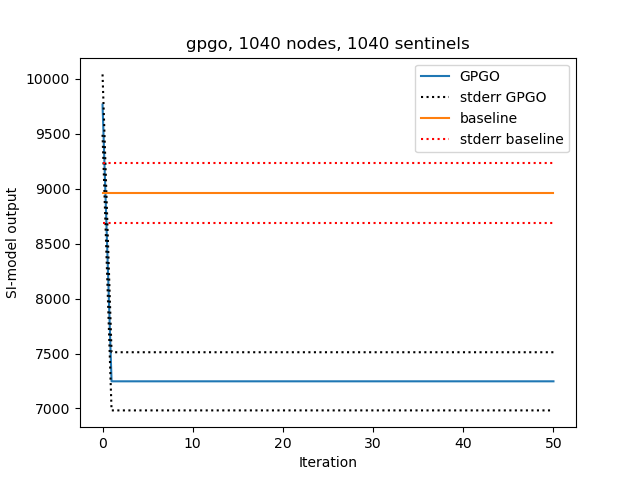 gpgo, 1040 nodes, 1040 sentinels
GPGO
stderr GPGO
baseline
stderr baseline
SI-model output
10000
9500
9000
8500
8000
7500
7000
0 10 20 30 40 50
Iteration